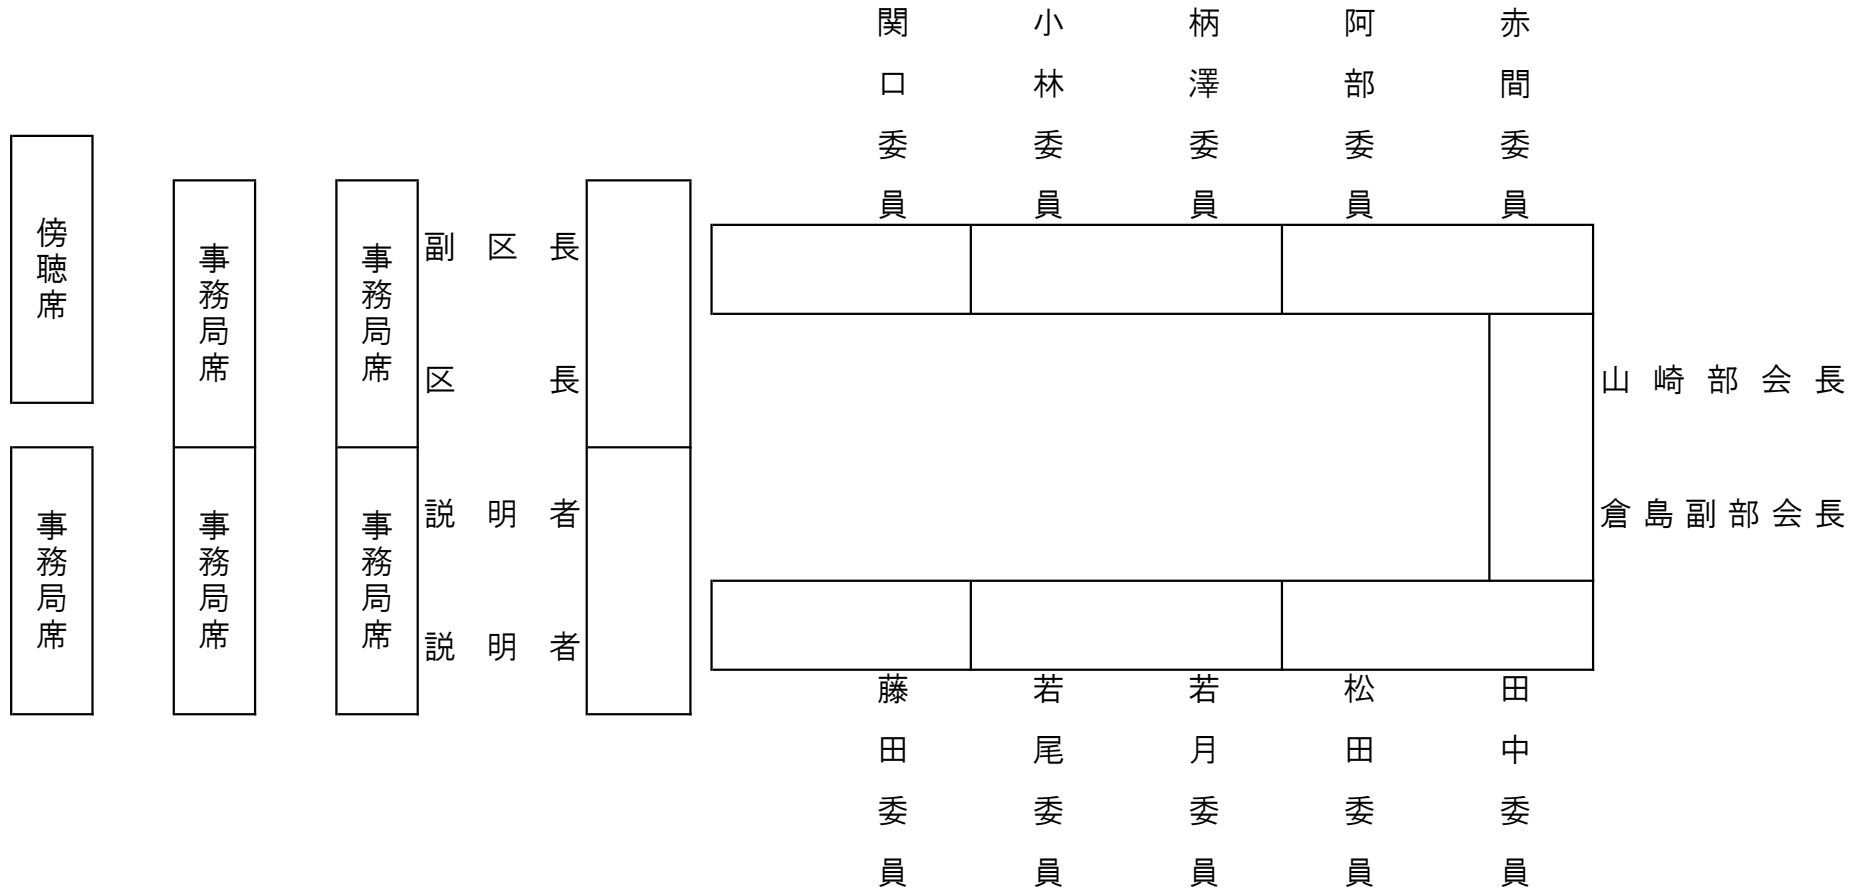 関口委員
小林委員
柄澤委員
阿部委員
赤間委員
傍聴席
事務局席
事務局席
副区長
区長
山崎部会長
事務局席
事務局席
事務局席
説明者
倉島副部会長
説明者
藤田委員
若尾委員
若月委員
松田委員
田中委員